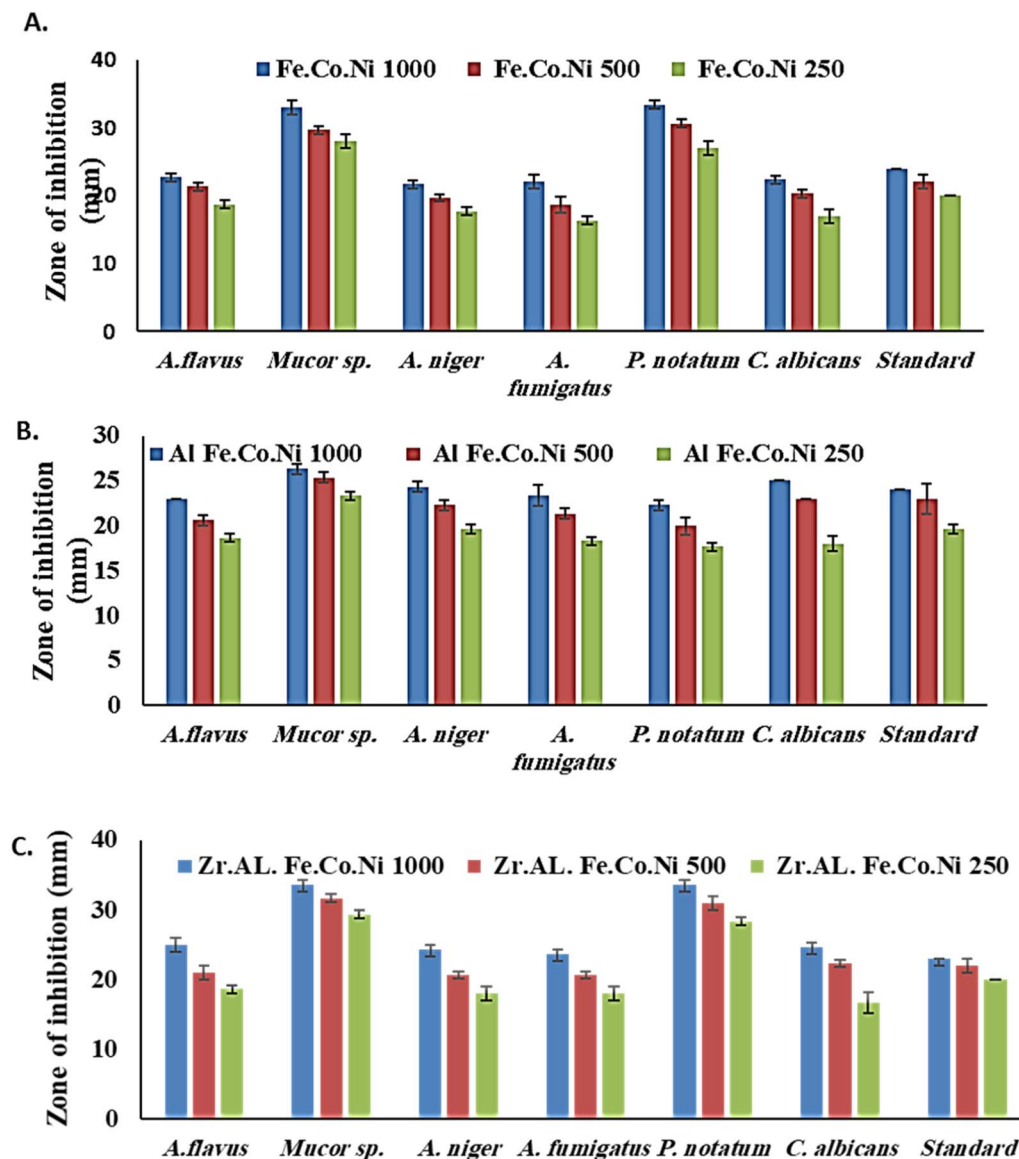 A.
Zone of inhibition
(mm)
40
30
20
10
0
Fe.Co.Ni 1000 Fe.Co.Ni 500 Fe.Co.Ni 250
A.flavus Mucor sp. A. niger A. fumigatus P. notatum C. albicans Standard
B.
Zone of inhibition
(mm)
30
25
20
15
10
5
0
Al Fe.Co.Ni 1000 Al Fe.Co.Ni 500 Al Fe.Co.Ni 250
A.flavus Mucor sp. A. niger A. fumigatus P. notatum C. albicans Standard
C.
Zone of inhibition (mm)
40
30
20
10
0
Zr.AL. Fe.Co.Ni 1000 Zr.AL. Fe.Co.Ni 500 Zr.AL. Fe.Co.Ni 250
A.flavus Mucor sp. A. niger A. fumigatus P. notatum C. albicans Standard